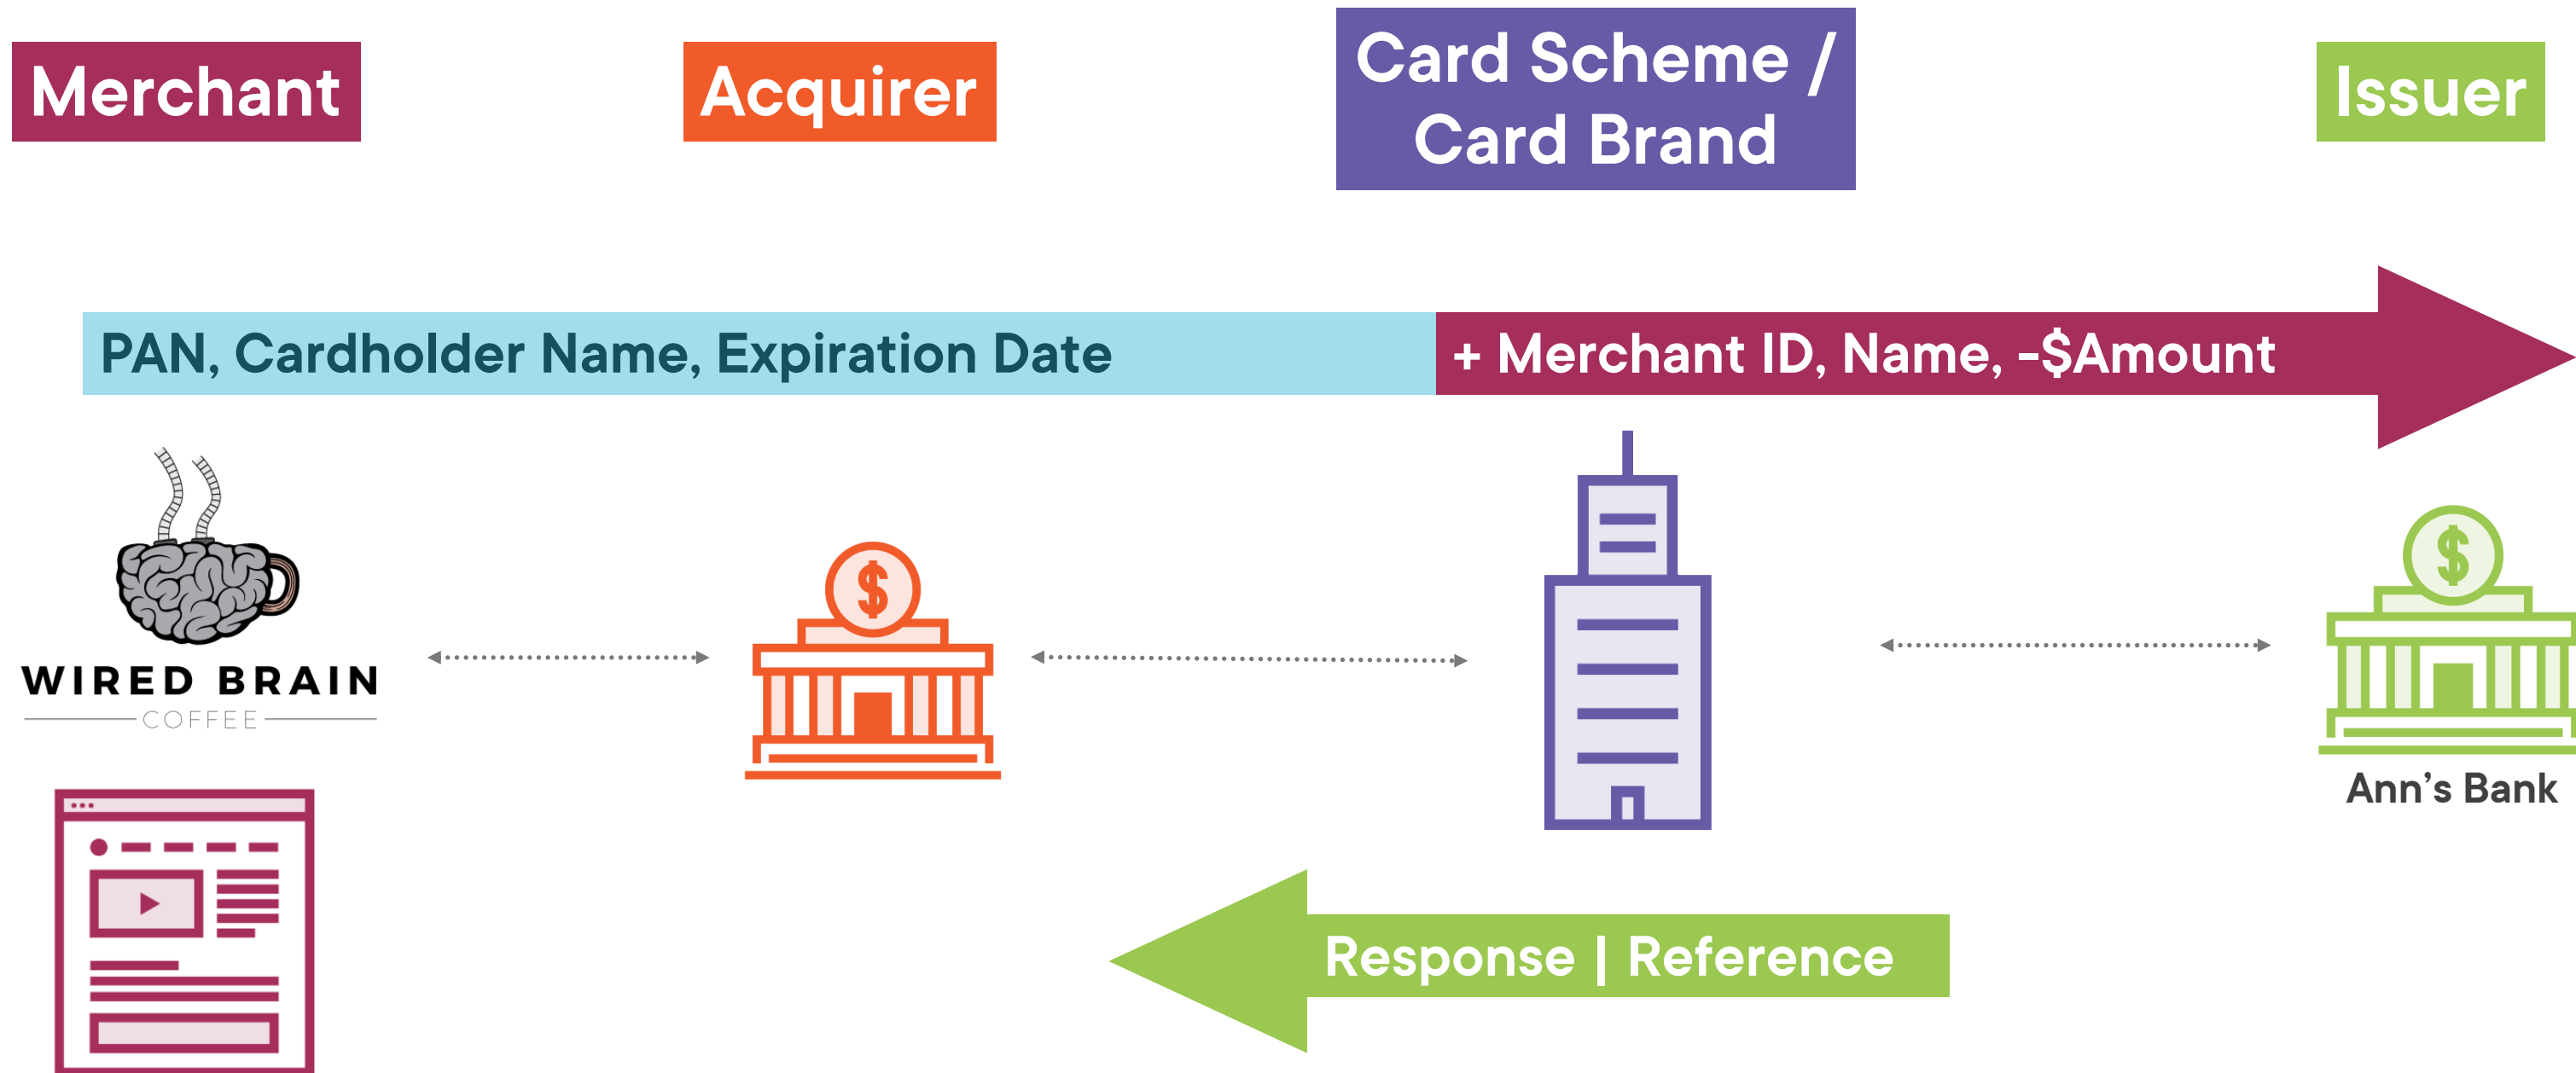 Merchant
Acquirer
Card Scheme /
Card Brand
Issuer
PAN, Cardholder Name, Expiration Date
+ Merchant ID, Name, -$Amount
$
$
WIRED BRAIN
COFFEE
Ann’s Bank
Response | Reference